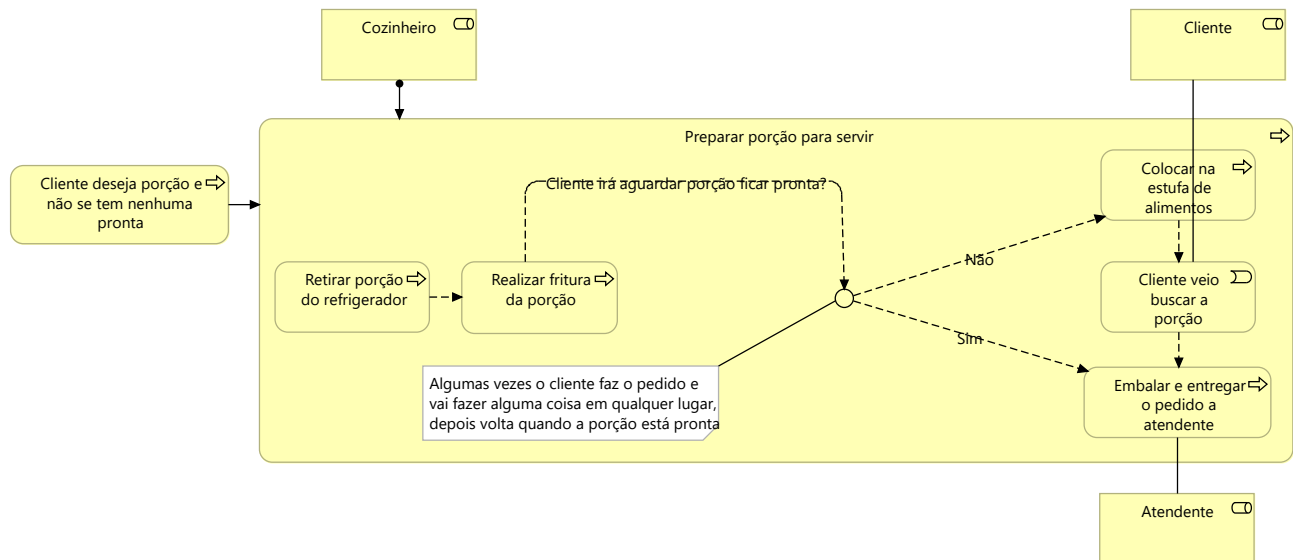 Cozinheiro
Cliente
Preparar porção para servir
Cliente deseja porção e
não se tem nenhuma
pronta
Cliente irá aguardar porção ficar pronta?
Colocar na
estufa de
alimentos
Retirar porção
do refrigerador
Realizar fritura
da porção
Não
Cliente veio
buscar a
porção
Sim
Algumas vezes o cliente faz o pedido e
vai fazer alguma coisa em qualquer lugar,
depois volta quando a porção está pronta
Embalar e entregar
o pedido a
atendente
Atendente